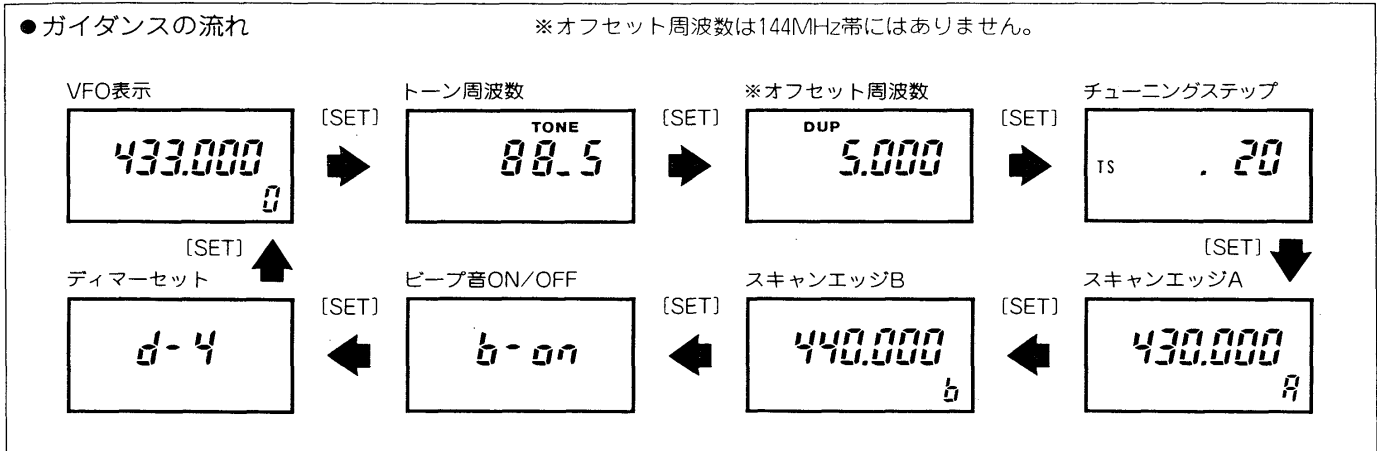 ●ガイダンスの流れ
※オフセット周波数は144MHz帯にはありません。
VFO表示
433.000
0
[SET]
トーン周波数
TONE
88.5
[SET]
※オフセット周波数
DUP
5.000
[SET]
チューニングステップ
TS
. 20
[SET]
スキャンエッジA
430.000
A
[SET]
スキャンエッジB
440.000
b
[SET]
ビープ音ON/OFF
b-on
[SET]
ディマーセット
d-4
[SET]